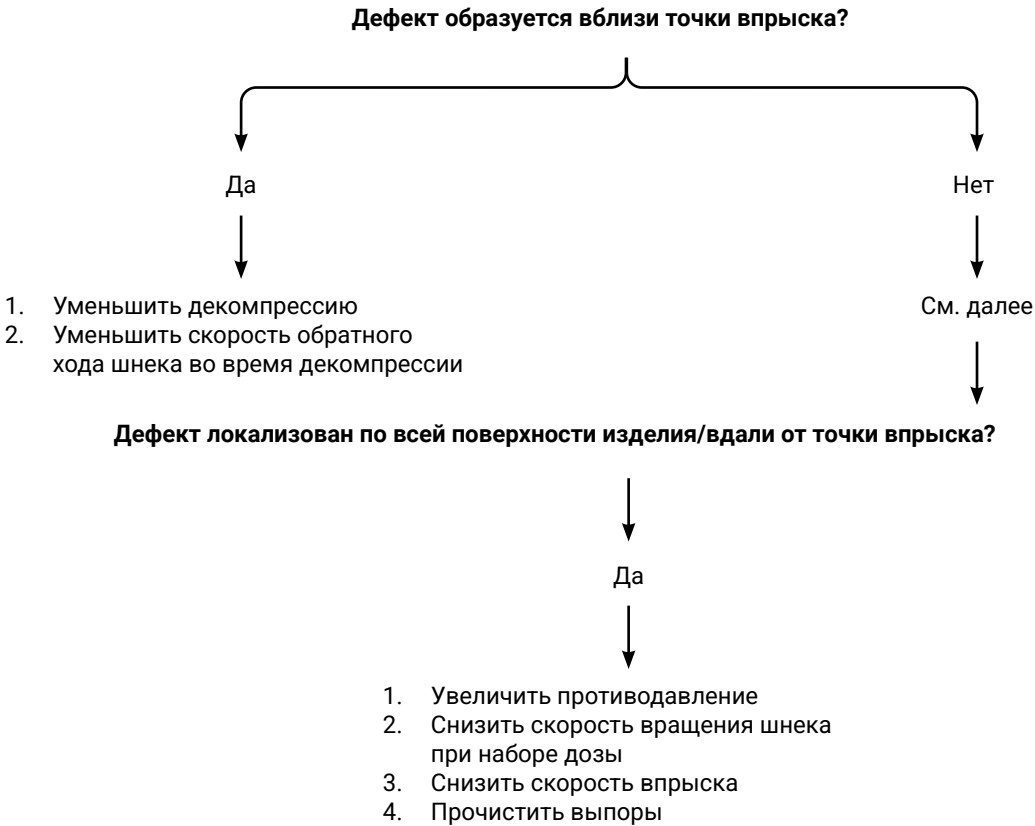 Дефект образуется вблизи точки впрыска?
Да
Нет
1. Уменьшить декомпрессию
2. Уменьшить скорость обратного
хода шнека во время декомпрессии
См. далее
Дефект локализован по всей поверхности изделия/вдали от точки впрыска?
Да
1. Увеличить противодавление
2. Снизить скорость вращения шнека
при наборе дозы
3. Снизить скорость впрыска
4. Прочистить выпоры